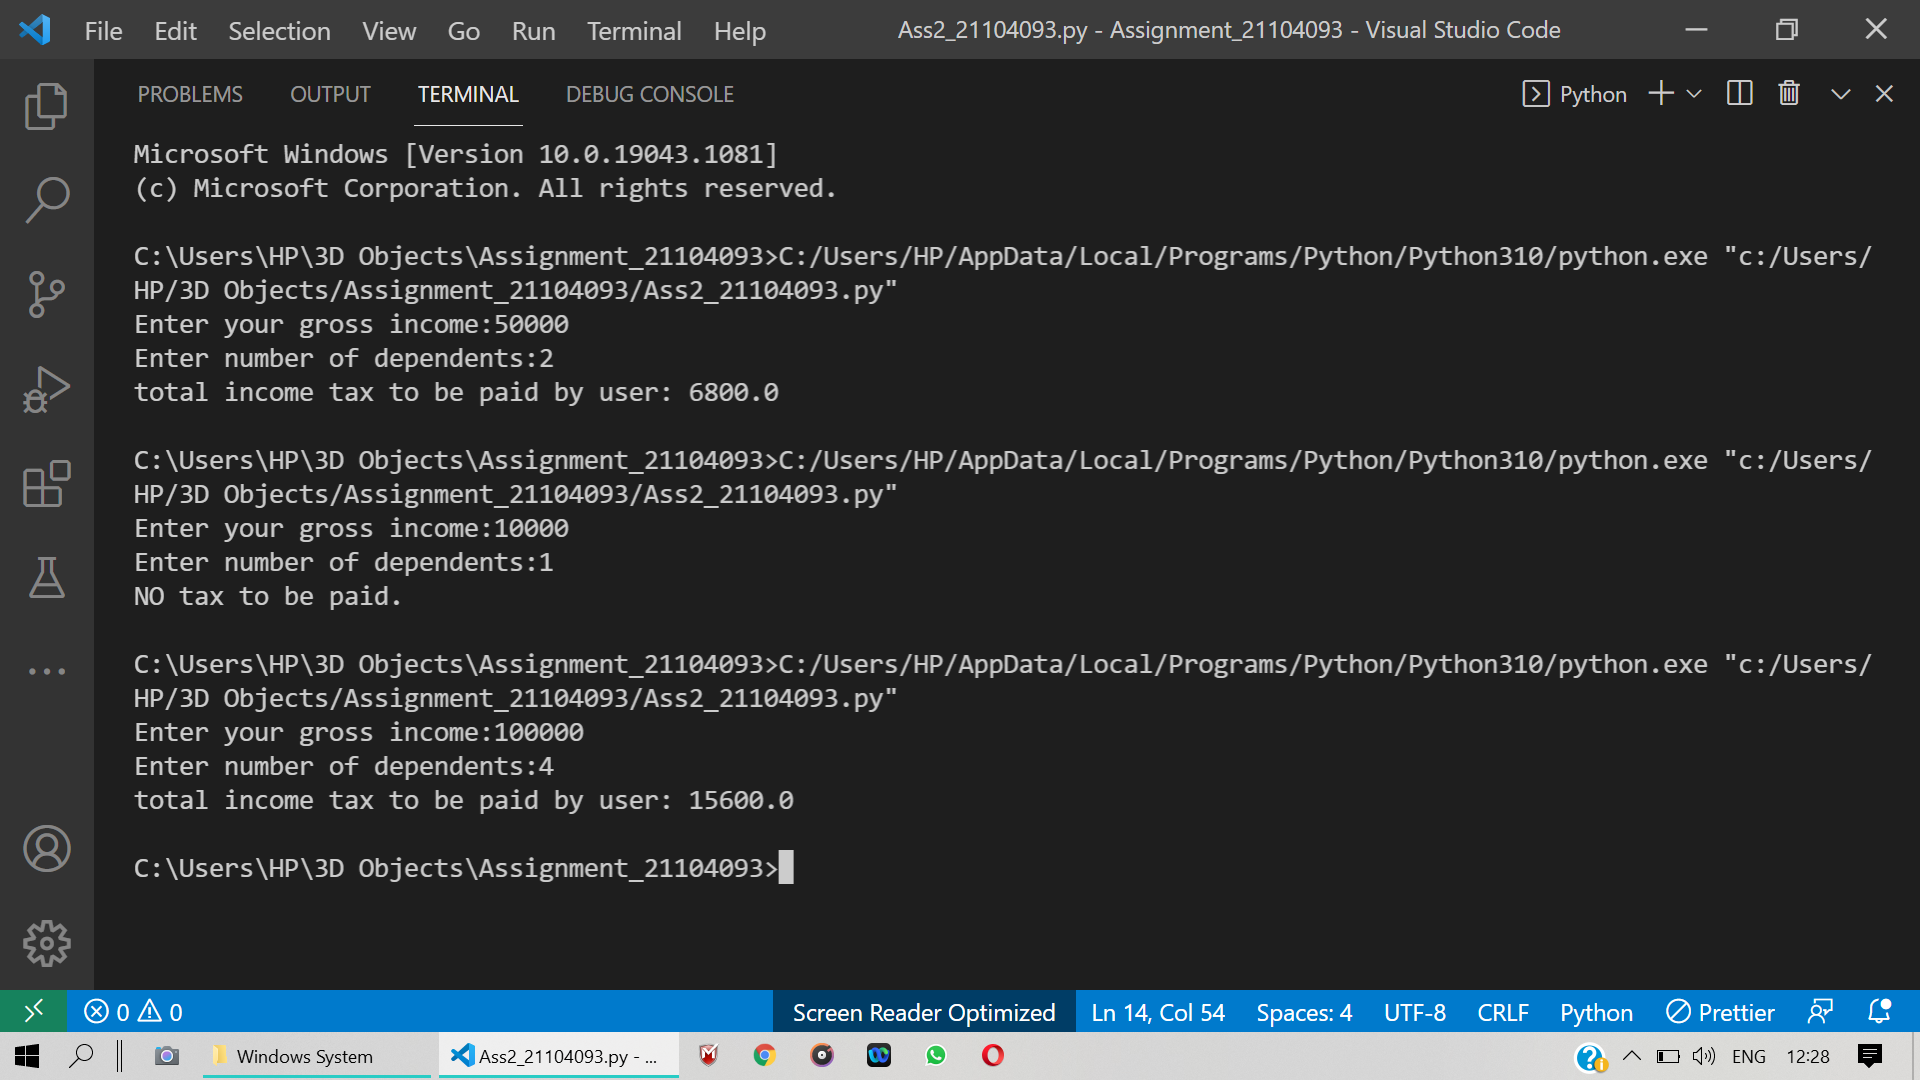 File Edit Selection View Go Run Terminal Help Ass2_21104093.py - Assignment_21104093 - Visual Studio Code
PROBLEMS OUTPUT TERMINAL DEBUG CONSOLE Python
Microsoft Windows [Version 10.0.19043.1081]
(c) Microsoft Corporation. All rights reserved.
C:\Users\HP\3D Objects\Assignment_21104093>C:/Users/HP/AppData/Local/Programs/Python/Python310/python.exe "c:/Users/
HP/3D Objects/Assignment_21104093/Ass2_21104093.py"
Enter your gross income:50000
Enter number of dependents:2
total income tax to be paid by user: 6800.0
C:\Users\HP\3D Objects\Assignment_21104093>C:/Users/HP/AppData/Local/Programs/Python/Python310/python.exe "c:/Users/
HP/3D Objects/Assignment_21104093/Ass2_21104093.py"
Enter your gross income:10000
Enter number of dependents:1
NO tax to be paid.
C:\Users\HP\3D Objects\Assignment_21104093>C:/Users/HP/AppData/Local/Programs/Python/Python310/python.exe "c:/Users/
HP/3D Objects/Assignment_21104093/Ass2_21104093.py"
Enter your gross income:100000
Enter number of dependents:4
total income tax to be paid by user: 15600.0
C:\Users\HP\3D Objects\Assignment_21104093>
0 0 Screen Reader Optimized Ln 14, Col 54 Spaces: 4 UTF-8 CRLF Python Prettier
Windows System Ass2_21104093.py - ... ENG 12:28